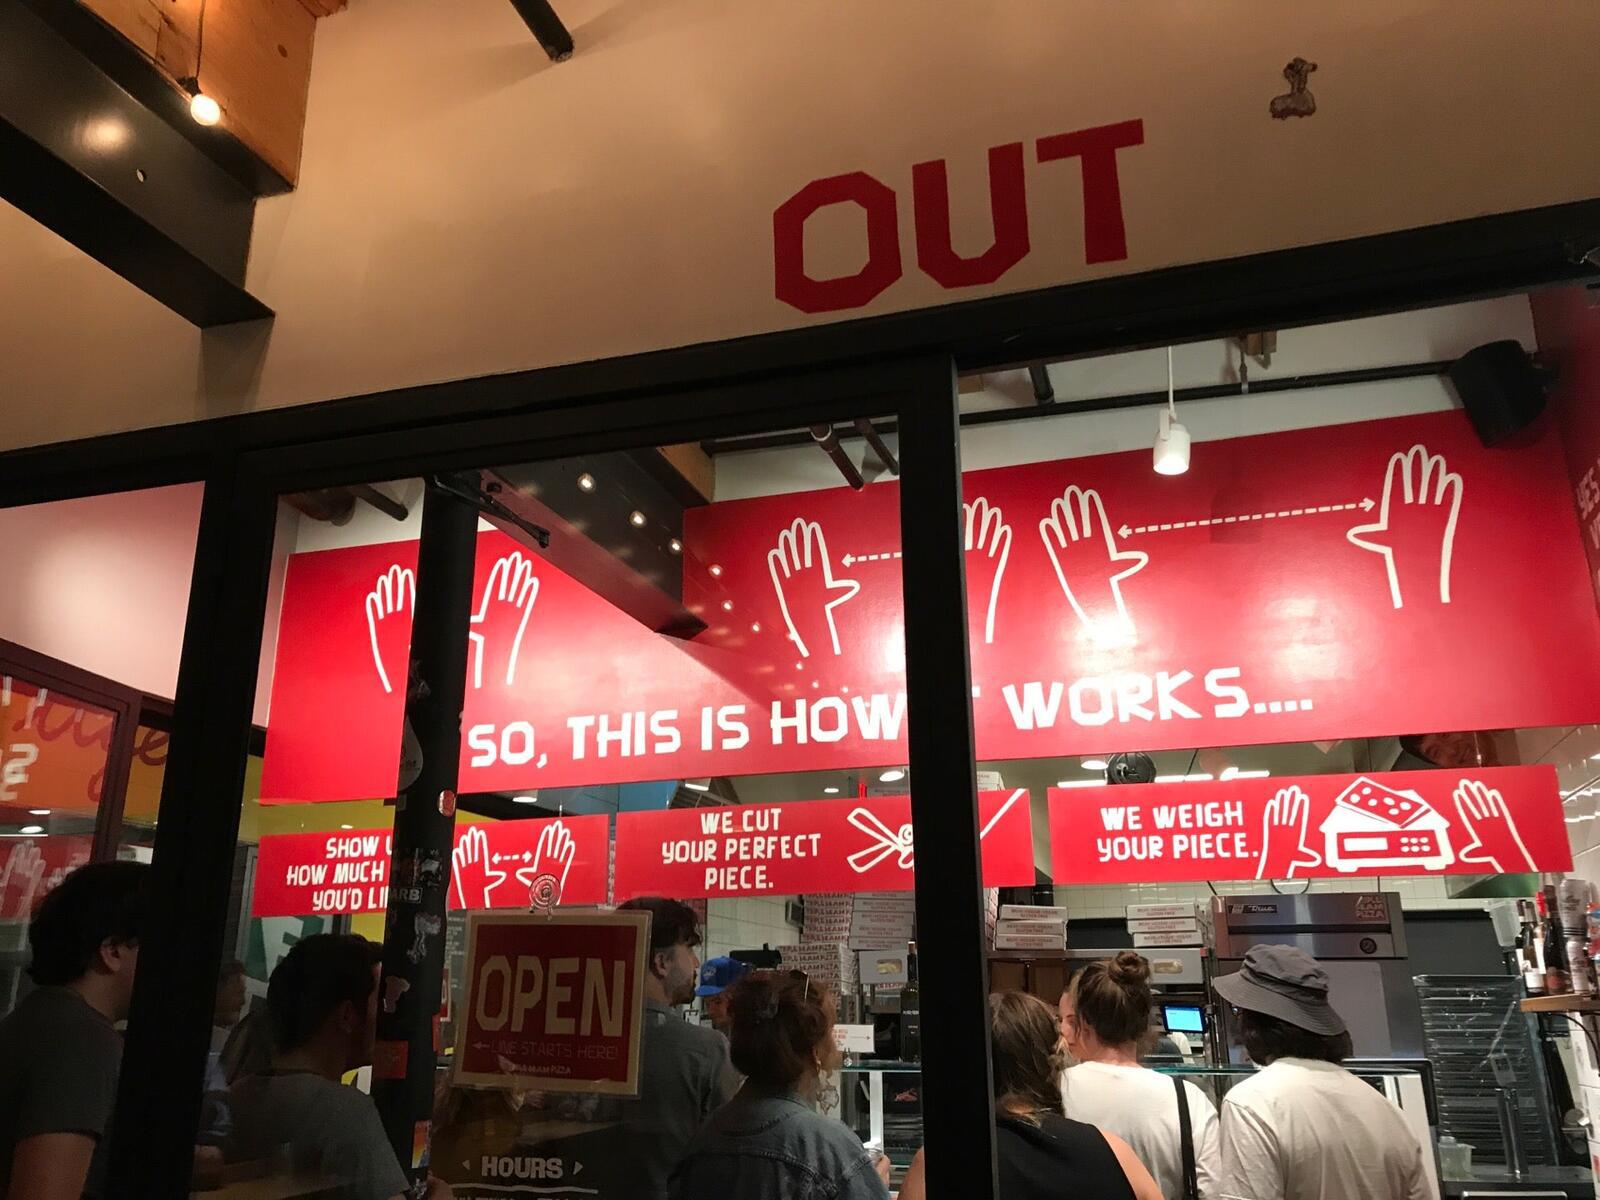 OUT
SO, THIS IS HOW WORKS....
SHOW
HOW MUCH
YOU'D
WE CUT
YOUR PERFECT
PIECE.
WE WEIGH
YOUR PIECE.
OPEN
←LINE STARTS HERE!
HOURS
True